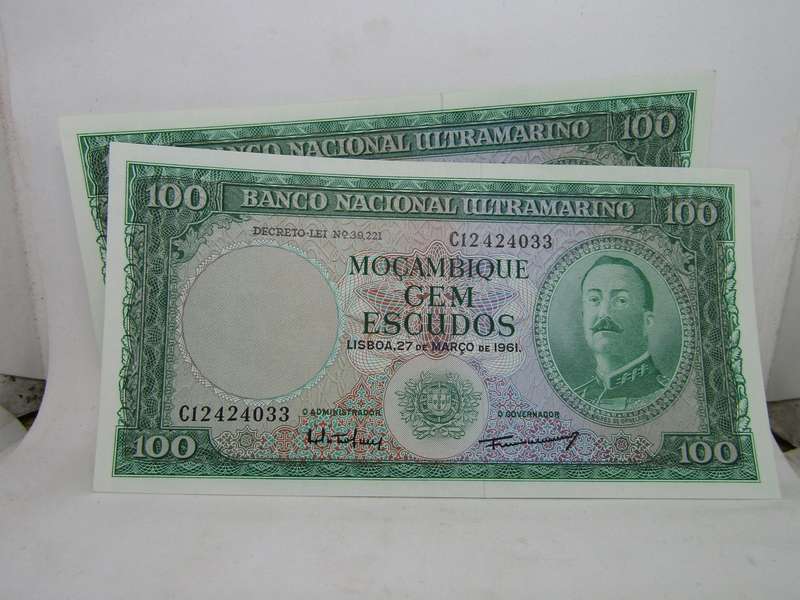 BANCO NACIONAL ULTRAMARINO 100
100 BANCO NACIONAL ULTRAMARINO 100
DECRETO-LEI Nº 39,221 C12424033
MOÇAMBIQUE
CEM
ESCUDOS
LISBOA, 27 DE MARÇO DE 1961.
C12424033 O ADMINISTRADOR O GOVERNADOR
100 100